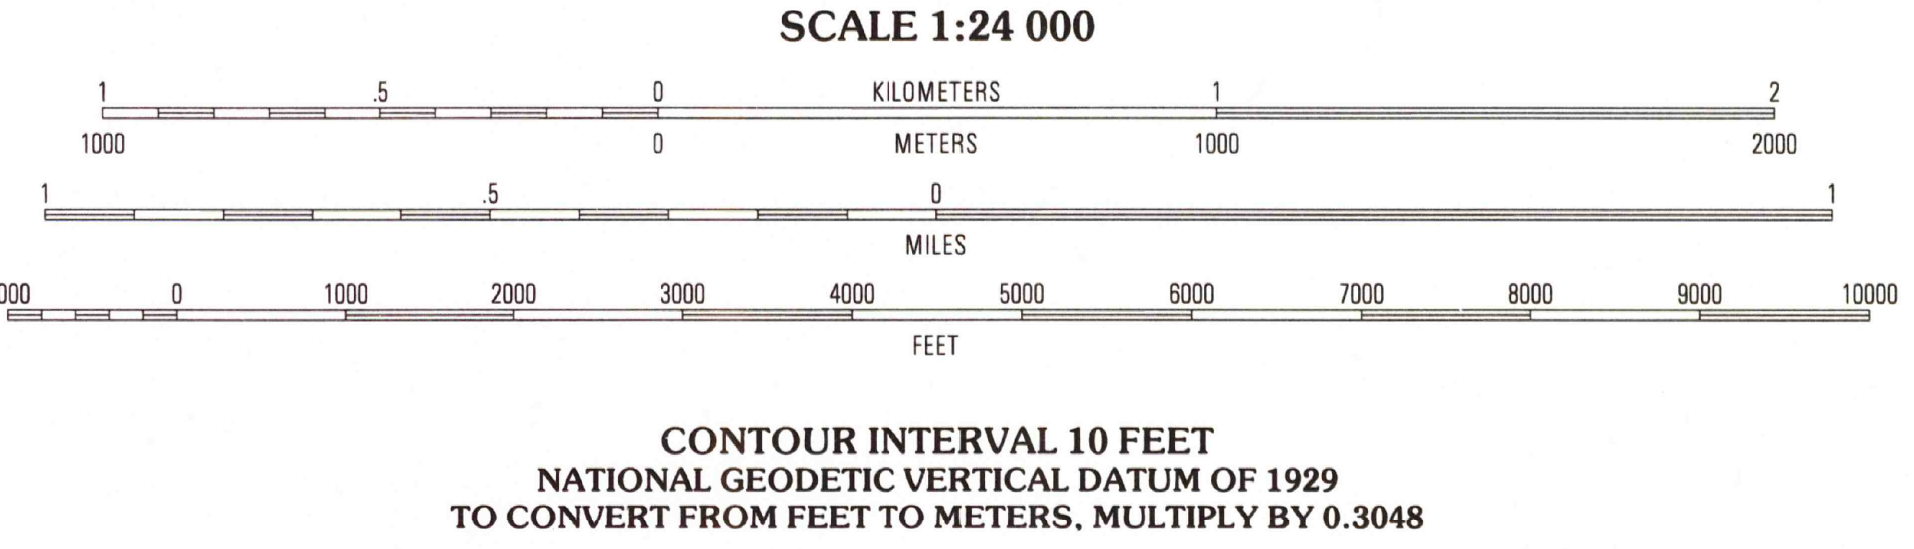 SCALE 1:24 000
1 .5 0 KILOMETERS 1 2
1000 0 METERS 1000 2000
1 .5 0 1
MILES
000 0 1000 2000 3000 4000 5000 6000 7000 8000 9000 10000
FEET
CONTOUR INTERVAL 10 FEET
NATIONAL GEODETIC VERTICAL DATUM OF 1929
TO CONVERT FROM FEET TO METERS, MULTIPLY BY 0.3048